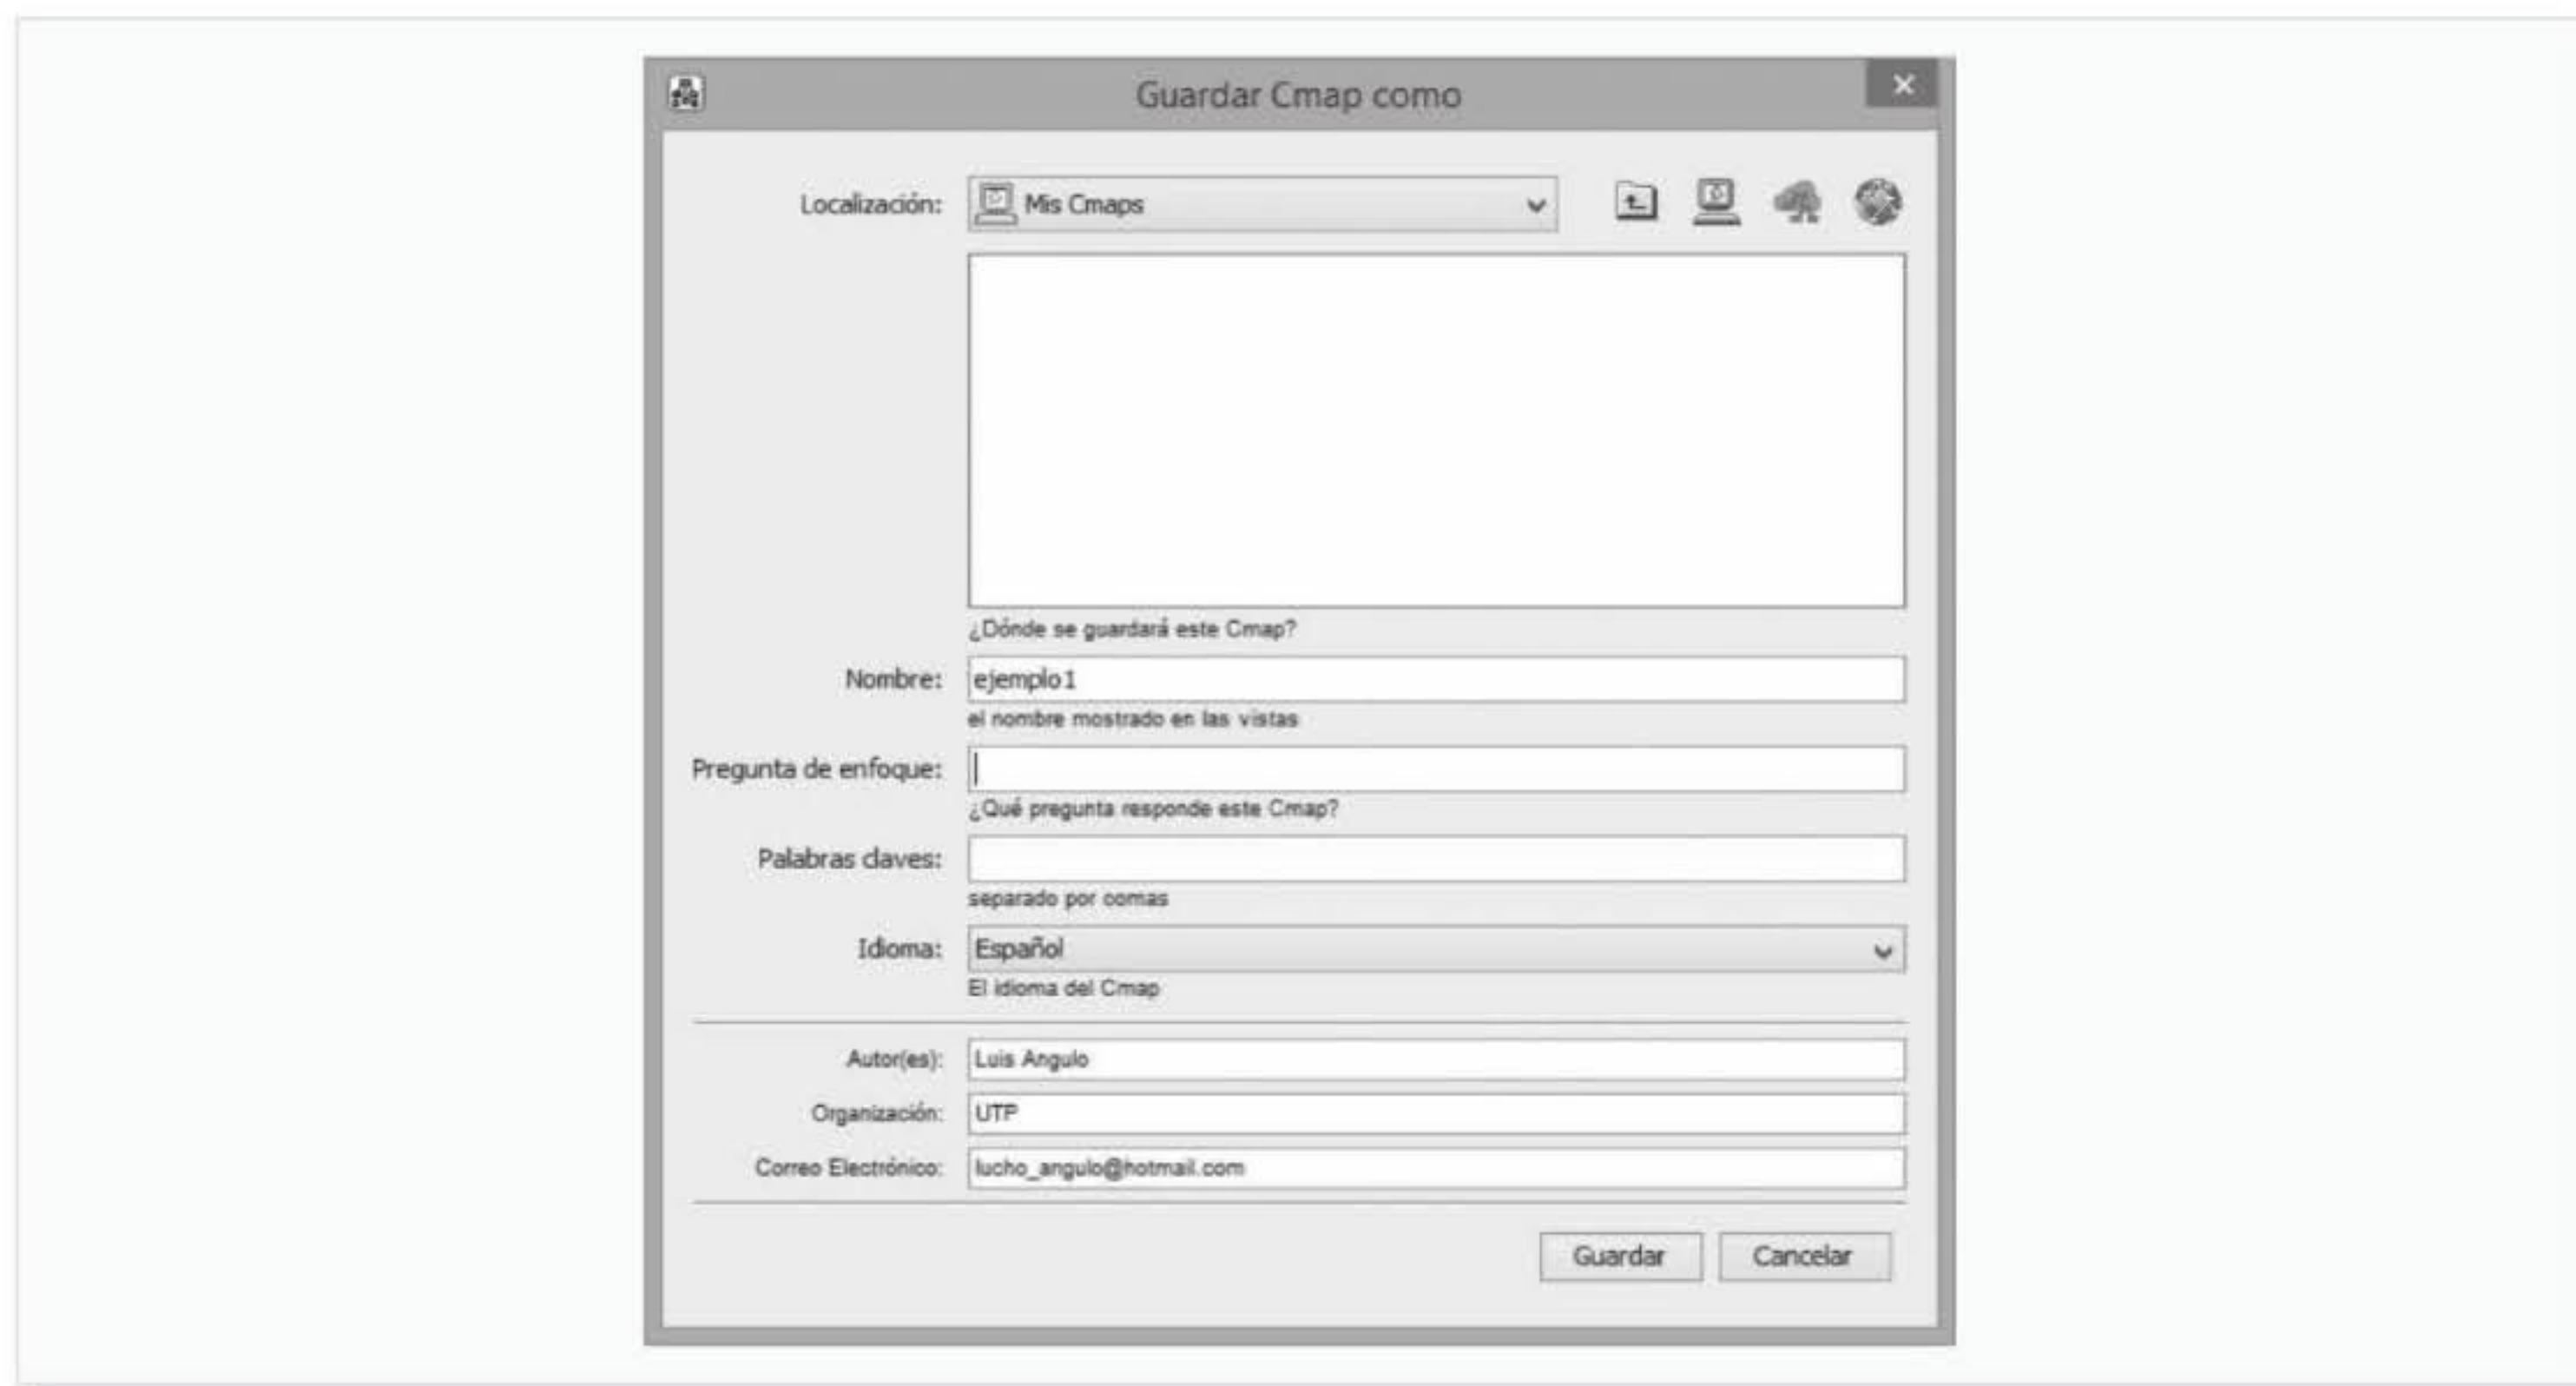 Guardar Cmap como
Localización: Mis Cmaps
¿Dónde se guardará este Cmap?
Nombre: ejemplo1
el nombre mostrado en las vistas
Pregunta de enfoque:
¿Qué pregunta responde este Cmap?
Palabras claves:
separado por comas
Idioma: Español
El idioma del Cmap
Autor(es): Luis Angulo
Organización: UTP
Correo Electrónico: lucho_angulo@hotmail.com
Guardar Cancelar